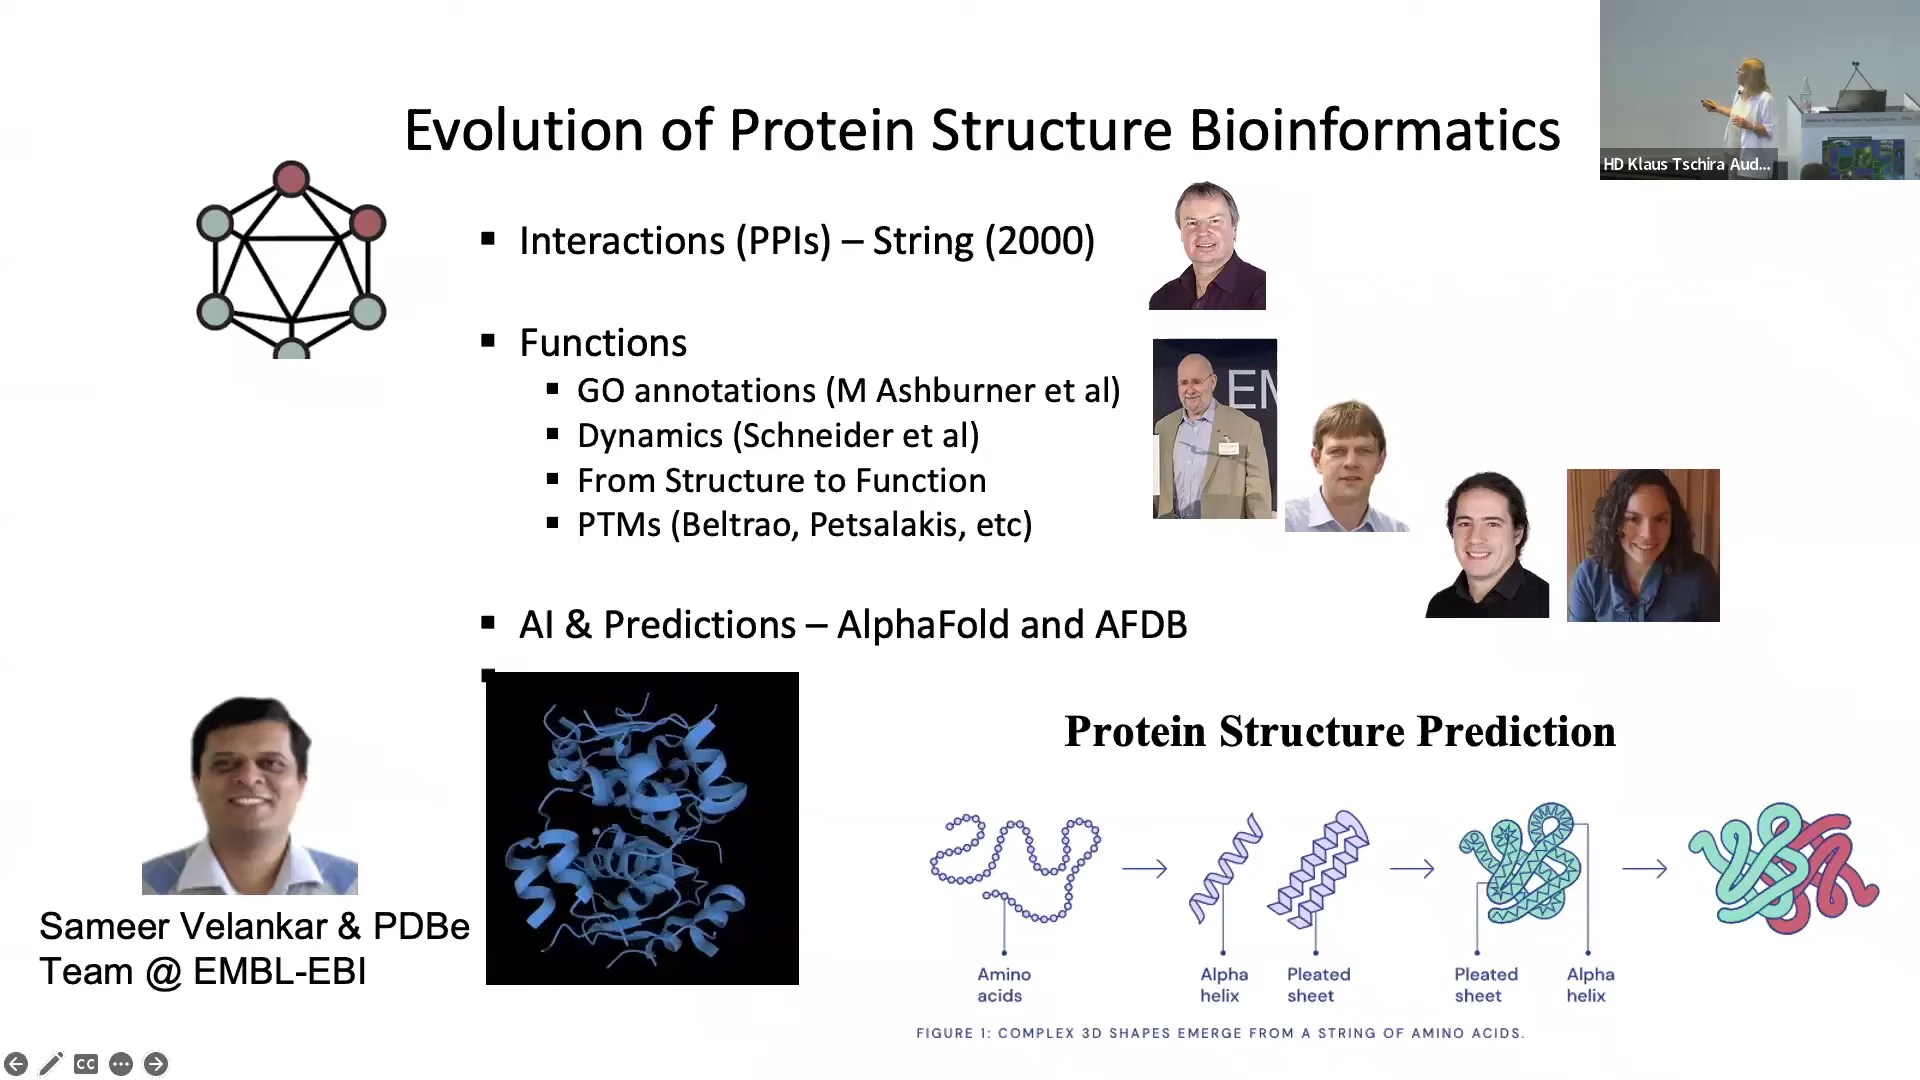 Evolution of Protein Structure Bioinformatics
HD Klaus Tschira Aud...
Interactions (PPIs) – String (2000)
Functions
GO annotations (M Ashburner et al)
EM
Dynamics (Schneider et al)
From Structure to Function
PTMs (Beltrao, Petsalakis, etc)
AI & Predictions – AlphaFold and AFDB
Sameer Velankar & PDBe
Team @ EMBL-EBI
Protein Structure Prediction
Amino
acids
Alpha
helix
Pleated
sheet
Pleated
sheet
Alpha
helix
FIGURE 1: COMPLEX 3D SHAPES EMERGE FROM A STRING OF AMINO ACIDS.
CC